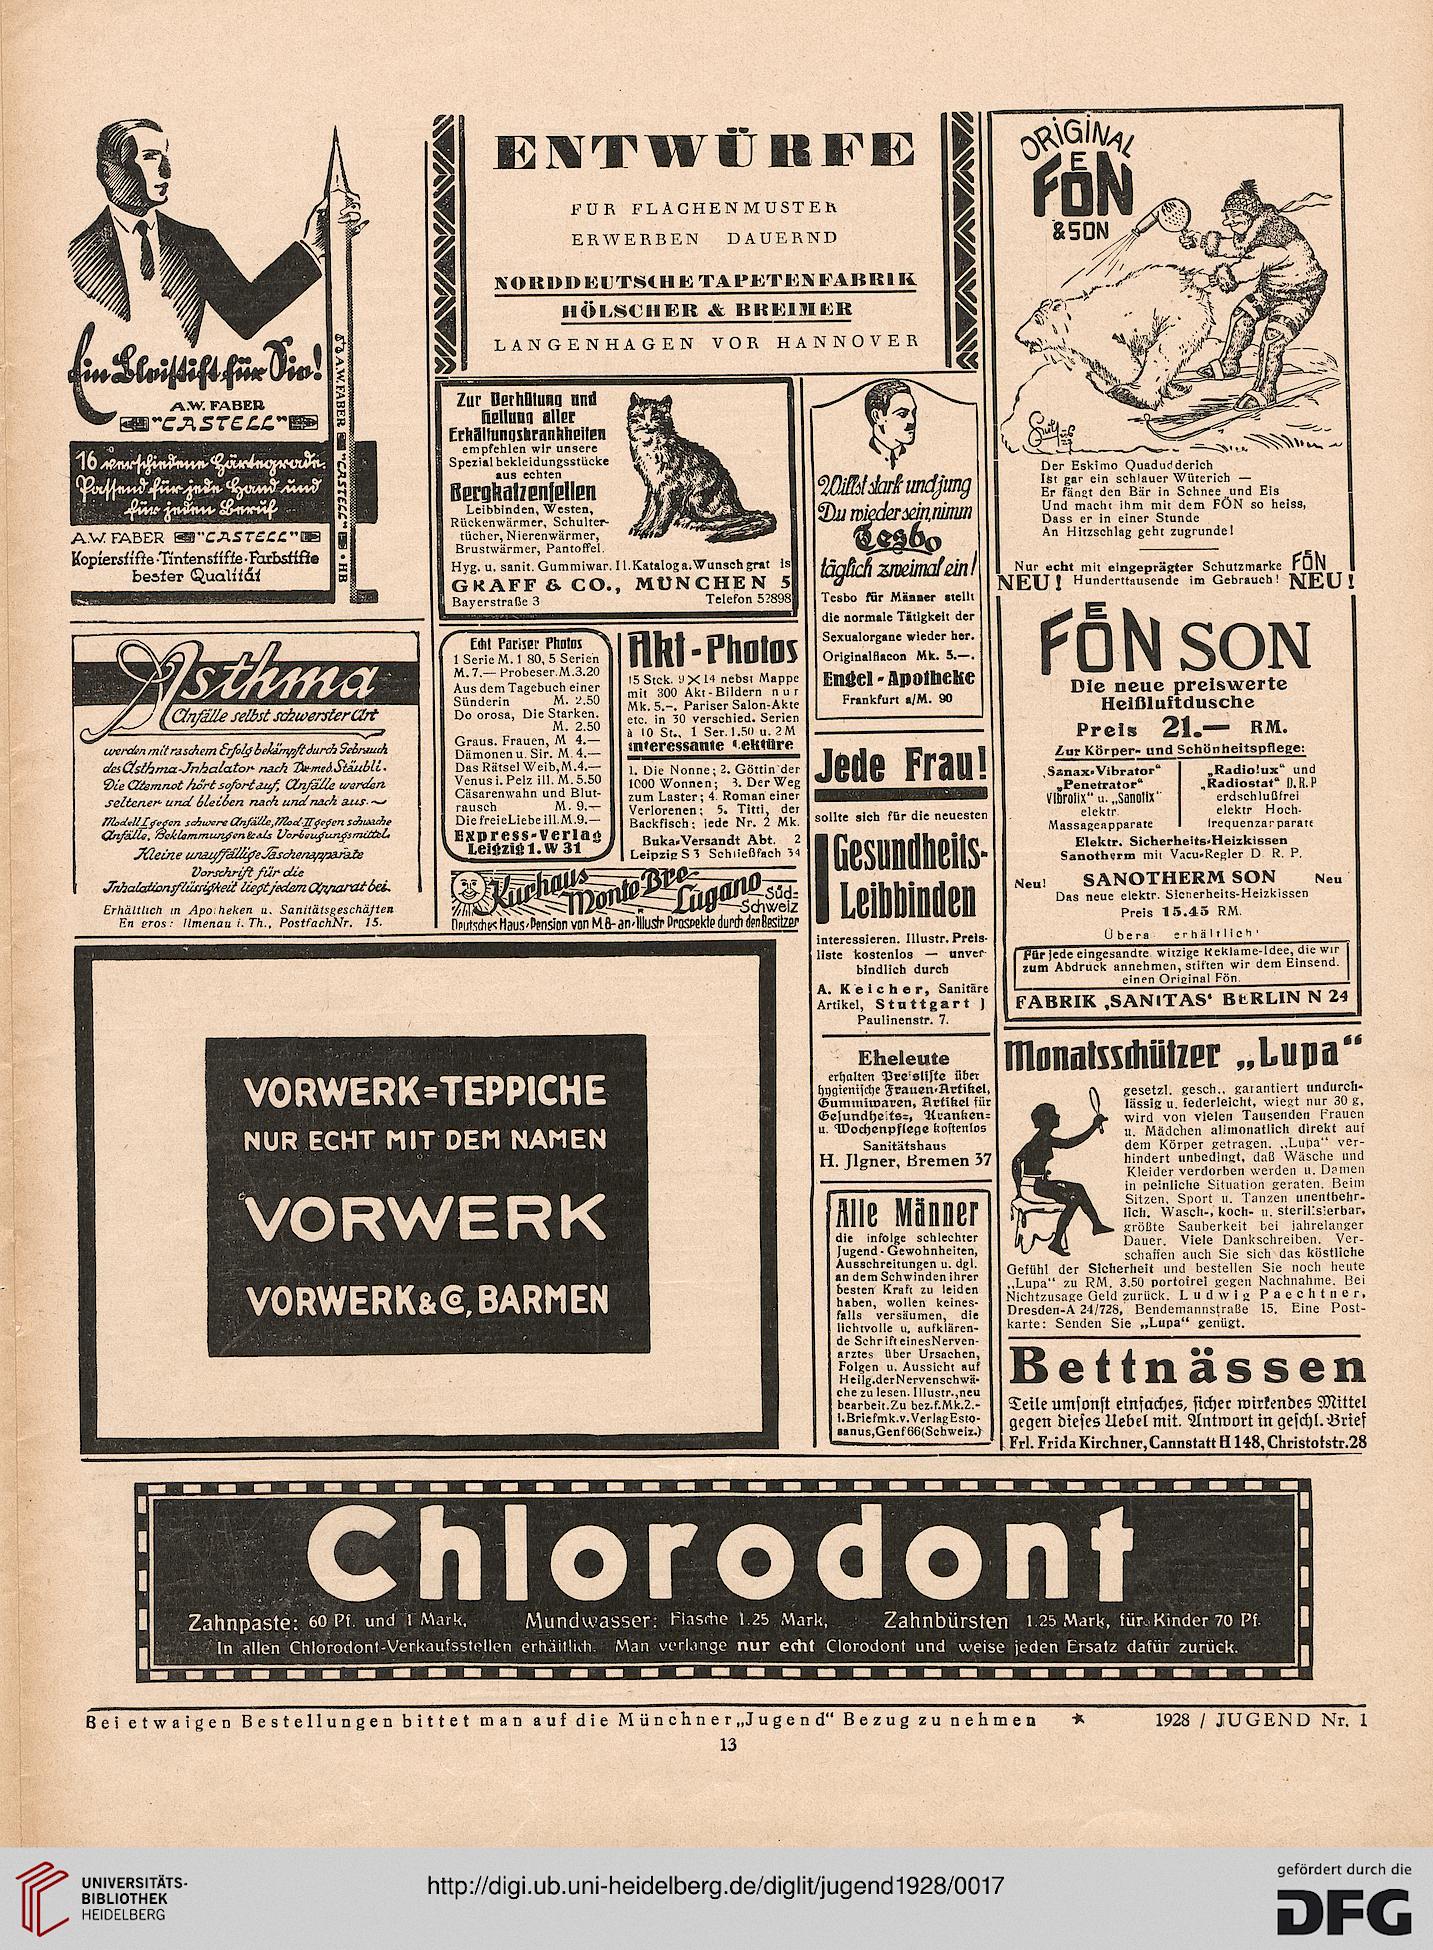 Ein Bleistift für Sie!
A.W. FABER
"CASTELL"
16 verschiedene Härtegrade.
Passend für jede Hand und
für jeden Beruf
A.W. FABER "CASTELL"
Kopierstifte·Tintenstifte·Farbstifte
bester Qualität
A.W.FABER "CASTELL" HB
Asthma
Anfälle selbst schwerster Art
werden mit raschem Erfolg bekämpft durch Gebrauch
des Asthma-Inhalator nach Dr.med.Stäubli.
Die Atemnot hört sofort auf, Anfälle werden
seltener und bleiben nach und nach aus.
Modell I gegen schwere Anfälle, Mod. II gegen schwache
Anfälle, Beklemmungen & als Vorbeugungsmittel.
Kleine unauffällige Taschenapparate
Vorschrift für die
Inhalationsflüssigkeit liegt jedem Apparat bei.
Erhältlich in Apotheken u. Sanitätsgeschäften
En gros: Ilmenau i. Th., Postfach Nr. 15.
ENTWÜRFE
FÜR FLÄCHENMUSTER
ERWERBEN DAUERND
NORDDEUTSCHE TAPETENFABRIK
HÖLSCHER & BREIMER
LANGENHAGEN VOR HANNOVER
Zur Verhütung und
Heilung aller
Erkältungskrankheiten
empfehlen wir unsere
Spezialbekleidungsstücke
aus echten
Bergkatzenfellen
Leibbinden, Westen,
Rückenwärmer, Schulter-
tücher, Nierenwärmer,
Brustwärmer, Pantoffel.
Hyg. u. sanit. Gummiwar. Ill.Kataloga.Wunsch grat is
GRAFF & CO., MÜNCHEN 5
Bayerstraße 3 Telefon 52898
Echt Pariser Photos
1 Serie M. 1 80, 5 Serien
M. 7.— Probeser.M.3.20
Aus dem Tagebuch einer
Sünderin M. 2.50
Do orosa, Die Starken.
M. 2.50
Graus. Frauen, M 4.—
Dämonen u. Sir. M. 4.—
Das Rätsel Weib, M.4.—
Venus i. Pelz ill. M. 5.50
Cäsarenwahn und Blut-
rausch M. 9.—
Die freie Liebe ill. M.9.—
Express-Verlag
Leipzig 1. W 31
Akt-Photos
15 Stck. 9×14 nebst Mappe
mit 300 Akt-Bildern nur
Mk. 5.–. Pariser Salon-Akte
etc. in 30 verschied. Serien
à 10 St., 1 Ser. 1.50 u. 2 M
Interessante Lektüre
1. Die Nonne; 2. Göttin der
1000 Wonnen; 3. Der Weg
zum Laster; 4. Roman einer
Verlorenen; 5. Titti, der
Backfisch: jede Nr. 2 Mk.
Buka-Versandt Abt. 2
Leipzig S 3 Schließfach 34
Kurhaus Monte Bre- Lugano Süd-
Schweiz
Deutsches Haus·Pension von M.8- an·Illustr Prospekte durch den Besitzer
Willst stark und jung
Du wieder sein, nimm
Tesbo
täglich zweimal ein!
Tesbo für Männer stellt
die normale Tätigkeit der
Sexualorgane wieder her.
Originalflacon Mk. 5.—.
Engel-Apotheke
Frankfurt a/M. 90
Jede Frau!
sollte sich für die neuesten
Gesundheits-
Leibbinden
interessieren. Illustr. Preis-
liste kostenlos — unver-
bindlich durch
A. Kelcher, Sanitäre
Artikel, Stuttgart J
Paulinenstr. 7.
Eheleute
erhalten Preisliste über
hygienische Frauen-Artikel,
Gummiwaren, Artikel für
Gesundheits-, Kranken-
u. Wochenpflege kostenlos
Sanitätshaus
H. Jlgner, Bremen 37
Alle Männer
die infolge schlechter
Jugend-Gewohnheiten,
Ausschreitungen u. dgl.
an dem Schwinden ihrer
besten Kraft zu leiden
haben, wollen keines-
falls versäumen, die
lichtvolle u. aufklären-
de Schrift eines Nerven-
arztes über Ursachen,
Folgen u. Aussicht auf
Heilg.der Nervenschwä-
che zu lesen. Illustr.,neu
bearbeit. Zu bez.f.Mk.2.-
i.Briefmk.v.Verlag Esto-
sanus, Genf 66 (Schweiz.)
ORIGINAL
FÖN
&SON
Der Eskimo Quadudderich
Ist gar ein schlauer Wüterich —
Er fängt den Bär in Schnee und Eis
Und macht ihm mit dem FÖN so heiss,
Dass er in einer Stunde
An Hitzschlag geht zugrunde!
Nur echt mit eingeprägter Schutzmarke FÖN
NEU! Hunderttausende im Gebrauch! NEU!
FÖN SON
Die neue preiswerte
Heißluftdusche
Preis 21.— RM.
Zur Körper- und Schönheitspflege:
„Sanax-Vibrator“
„Penetrator“
Vibrofix“ u. „Sanofix“
elektr.
Massageapparate
„Radiolux“ und
„Radiostat“ D.R.P
erdschlußfrei
elektr Hoch-
frequenzapparate
Elektr. Sicherheits-Heizkissen
Sanotherm mit Vacu-Regler D. R. P.
Neu! SANOTHERM SON Neu
Das neue elektr. Sicherheits-Heizkissen
Preis 15.45 RM.
Übera erhältlich!
Für jede eingesandte witzige Reklame-Idee, die wir
zum Abdruck annehmen, stiften wir dem Einsend.
einen Original Fön.
FABRIK ‚SANITAS‘ BERLIN N 24
Monatsschützer „Lupa“
gesetzl. gesch., garantiert undurch-
lässig u. federleicht, wiegt nur 30 g,
wird von vielen Tausenden Frauen
u. Mädchen allmonatlich direkt auf
dem Körper getragen. „Lupa“ ver-
hindert unbedingt, daß Wäsche und
Kleider verdorben werden u. Damen
in peinliche Situation geraten. Beim
Sitzen, Sport u. Tanzen unentbehr-
lich. Wasch-, koch- u. sterilisierbar,
größte Sauberkeit bei jahrelanger
Dauer. Viele Dankschreiben. Ver-
schaffen auch Sie sich das köstliche
Gefühl der Sicherheit und bestellen Sie noch heute
„Lupa“ zu RM. 3.50 portofrei gegen Nachnahme. Bei
Nichtzusage Geld zurück. Ludwig Paechtner,
Dresden-A 24/728, Bendemannstraße 15. Eine Post-
karte: Senden Sie „Lupa“ genügt.
Bettnässen
Teile umsonst einfaches, sicher wirkendes Mittel
gegen dieses Uebel mit. Antwort in geschl. Brief
Frl. Frida Kirchner, Cannstatt H 148, Christofstr.28
VORWERK=TEPPICHE
NUR ECHT MIT DEM NAMEN
VORWERK
VORWERK & Co, BARMEN
Chlorodont
Zahnpaste: 60 Pf. und 1 Mark, Mundwasser: Flasche 1.25 Mark, Zahnbürsten 1.25 Mark, für Kinder 70 Pf.
In allen Chlorodont-Verkaufsstellen erhältlich. Man verlange nur echt Clorodont und weise jeden Ersatz dafür zurück.
Bei etwaigen Bestellungen bittet man auf die Münchner „Jugend“ Bezug zu nehmen * 1928 / JUGEND Nr. 1
13
UNIVERSITÄTS-
BIBLIOTHEK
HEIDELBERG
http://digi.ub.uni-heidelberg.de/diglit/jugend1928/0017
gefördert durch die
DFG